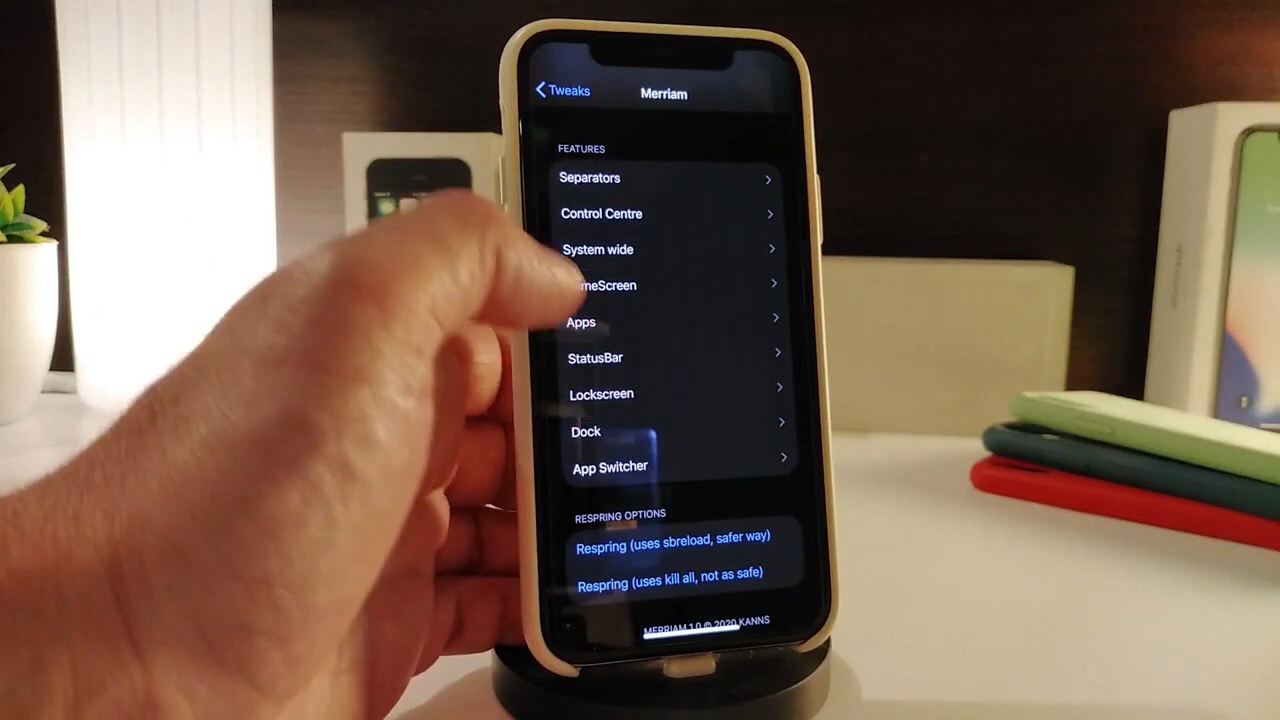 Tweaks
Merriam
FEATURES
Separators
Control Centre
System wide
meScreen
Apps
StatusBar
Lockscreen
Dock
App Switcher
RESPRING OPTIONS
Respring (uses sbreload, safer way)
Respring (uses kill all, not as safe)
MERRIAM 1.0 © 2020 KANNS